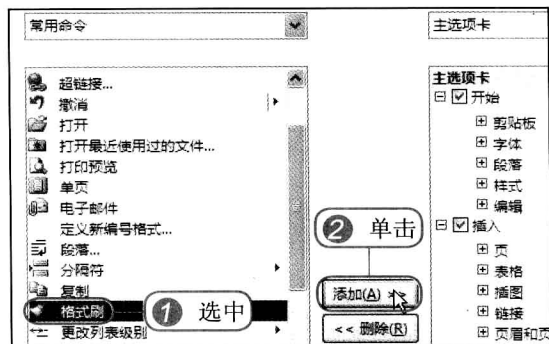 常用命令
超链接...
撤消
打开
打开最近使用过的文件...
打印预览
单页
电子邮件
定义新编号格式...
段落...
分隔符
复制
格式刷
更改列表级别
1 选中
2 单击
添加(A) >>
<< 删除(R)
主选项卡
主选项卡
开始
剪贴板
字体
段落
样式
编辑
插入
页
表格
插图
链接
页眉和页